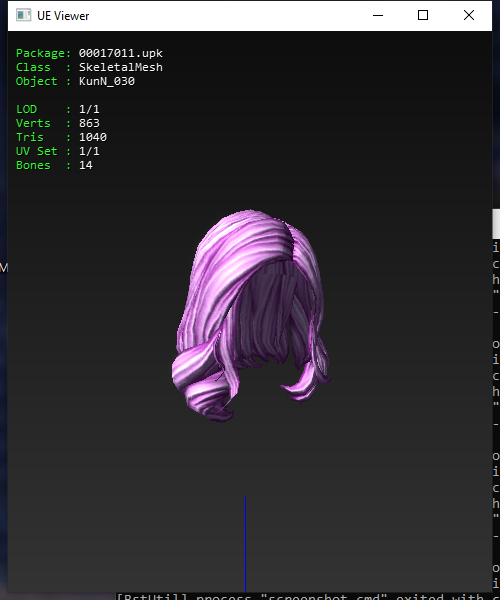 UE Viewer
Package: 00017011.upk
Class : SkeletalMesh
Object : KunN_030
LOD : 1/1
Verts : 863
Tris : 1040
UV Set : 1/1
Bones : 14
M
i
c
h
"
-
o
i
c
h
"
-
o
i
c
h
"
-
o
i
[BstUtil] process "screenshot.cmd" exited with c